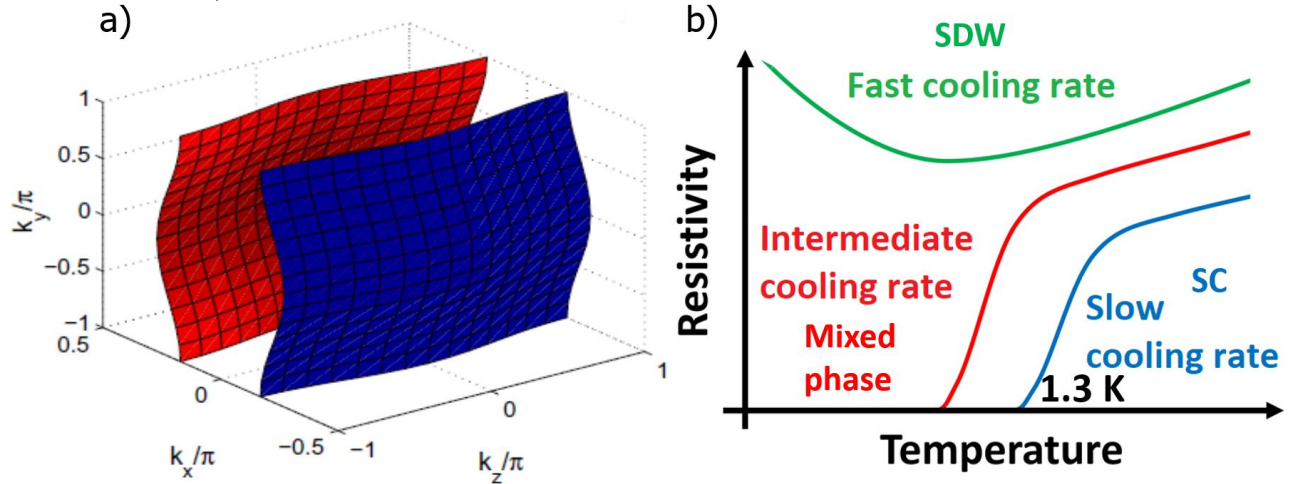 a)
k_y/π
1
0.5
0
−0.5
−1
0.5
0
−0.5
k_x/π
−1
0
1
k_z/π
b)
SDW
Fast cooling rate
Resistivity
Intermediate
cooling rate
Mixed
phase
SC
Slow
cooling rate
1.3 K
Temperature